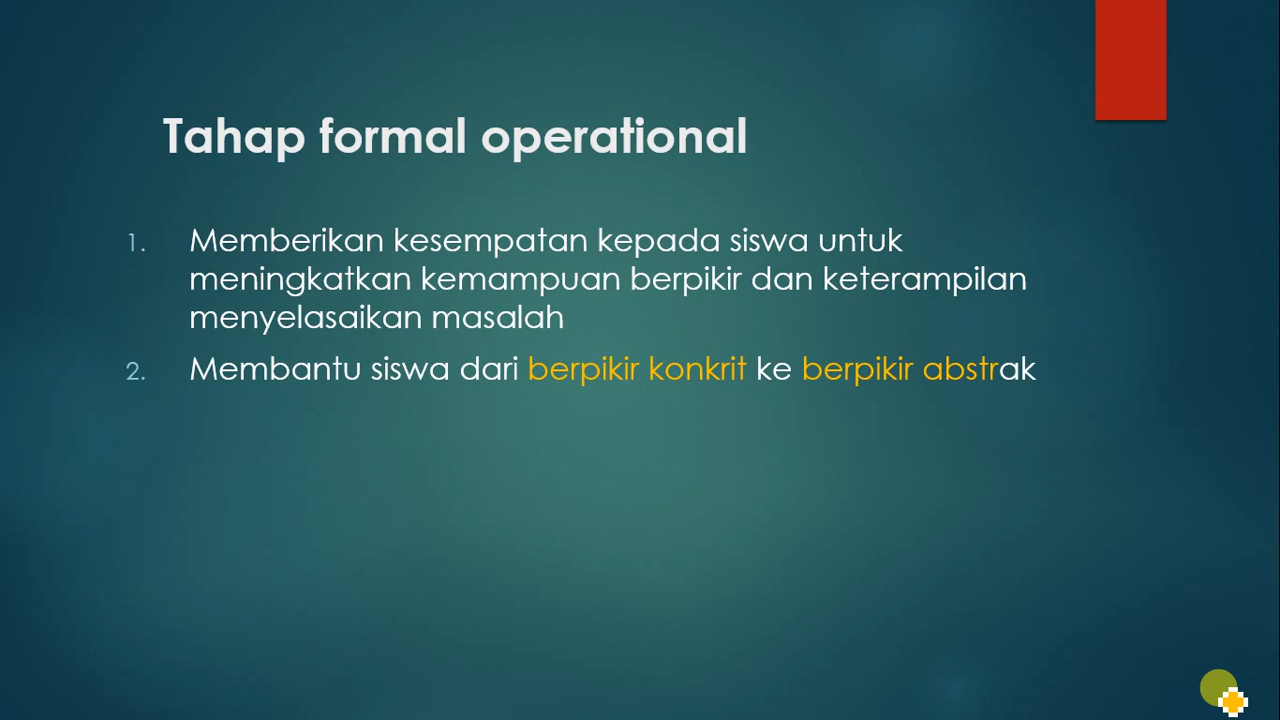 Tahap formal operational
1. Memberikan kesempatan kepada siswa untuk
meningkatkan kemampuan berpikir dan keterampilan
menyelasaikan masalah
2. Membantu siswa dari berpikir konkrit ke berpikir abstrak